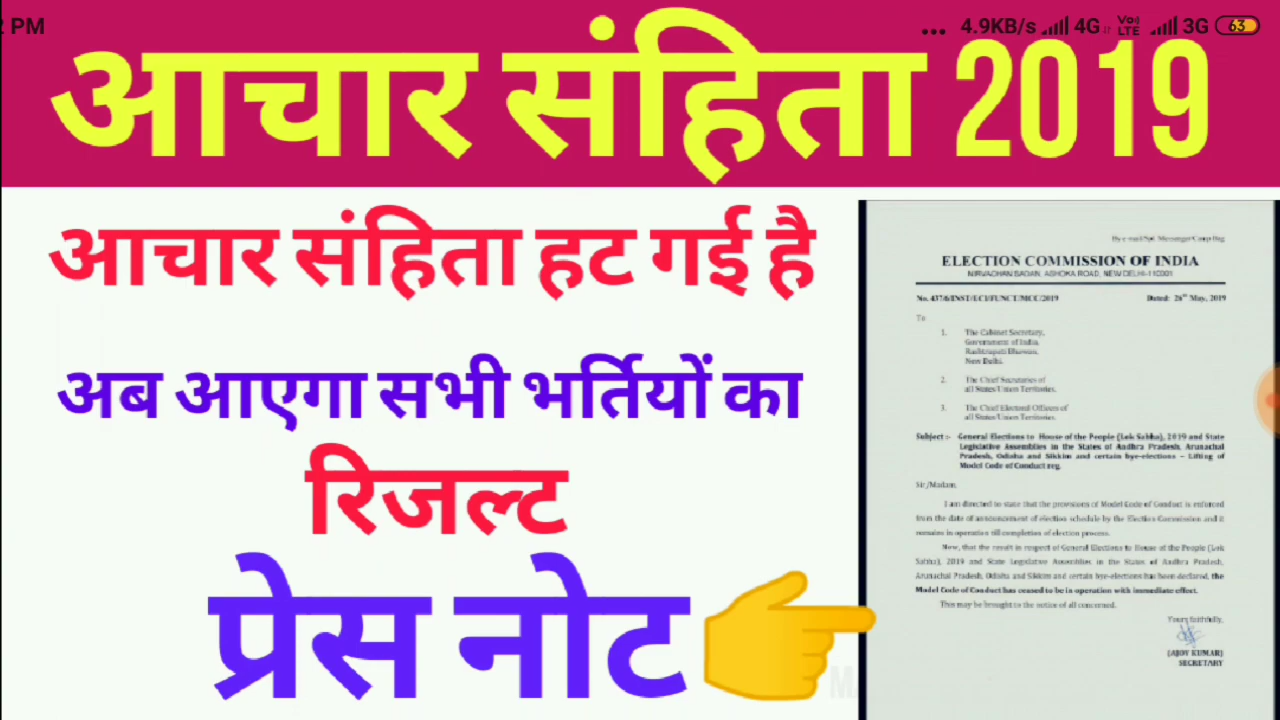 PM
... 4.9KB/s 4G VoJ LTE 3G 63
आचार संहिता 2019
आचार संहिता हट गई है
अब आएगा सभी भर्तियों का
रिजल्ट
प्रेस नोट
By e-mail/Spl. Messenger/Camp Bag
ELECTION COMMISSION OF INDIA
NIRVACHAN SADAN, ASHOKA ROAD, NEW DELHI-110001
No. 437/6/INST/ECI/FUNCT/MCC/2019 Dated: 26th May, 2019
To
1. The Cabinet Secretary,
Government of India,
Rashtrapati Bhawan,
New Delhi.
2. The Chief Secretaries of
all States/Union Territories.
3. The Chief Electoral Officers of
all States/Union Territories.
Subject :- General Elections to House of the People (Lok Sabha), 2019 and State
Legislative Assemblies in the States of Andhra Pradesh, Arunachal
Pradesh, Odisha and Sikkim and certain bye-elections – Lifting of
Model Code of Conduct reg.
Sir/Madam,
I am directed to state that the provisions of Model Code of Conduct is enforced
from the date of announcement of election schedule by the Election Commission and it
remains in operation till completion of election process.
Now, that the result in respect of General Elections to House of the People (Lok
Sabha), 2019 and State Legislative Assemblies in the States of Andhra Pradesh,
Arunachal Pradesh, Odisha and Sikkim and certain bye-elections has been declared, the
Model Code of Conduct has ceased to be in operation with immediate effect.
This may be brought to the notice of all concerned.
Yours faithfully,
(AJOY KUMAR)
SECRETARY